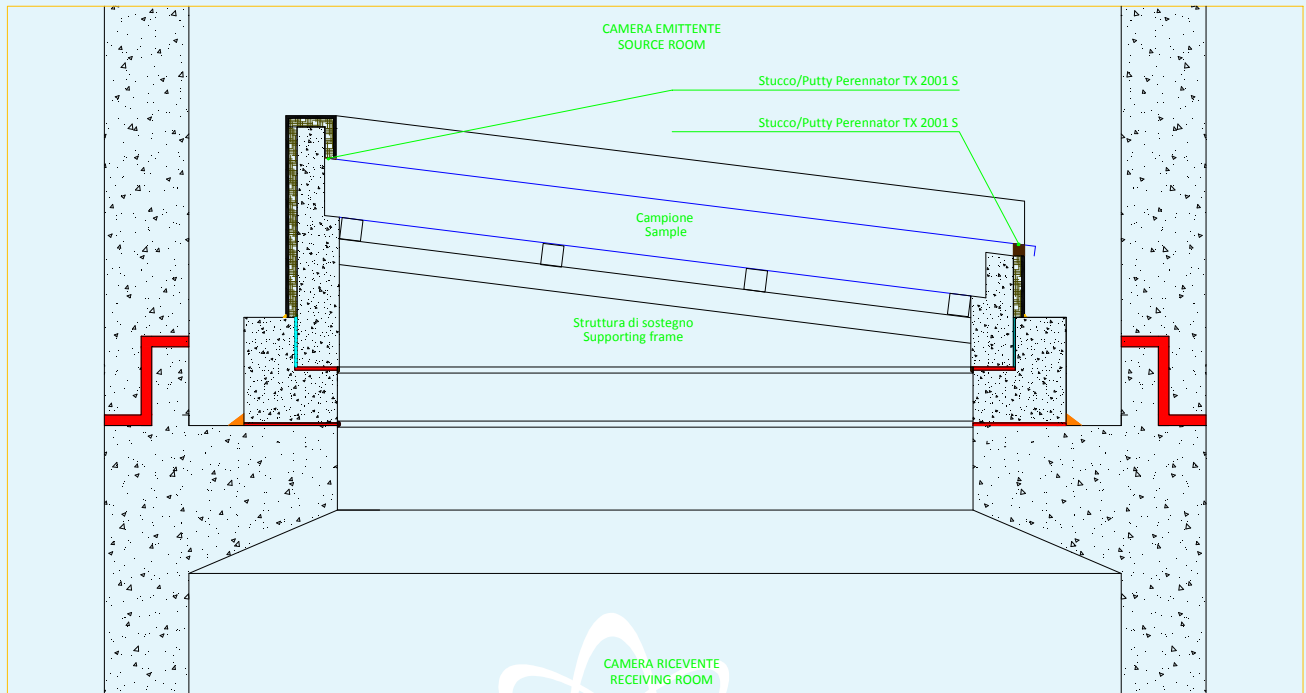 CAMERA EMITTENTE
SOURCE ROOM
Stucco/Putty Perennator TX 2001 S
Stucco/Putty Perennator TX 2001 S
Campione
Sample
Struttura di sostegno
Supporting frame
CAMERA RICEVENTE
RECEIVING ROOM